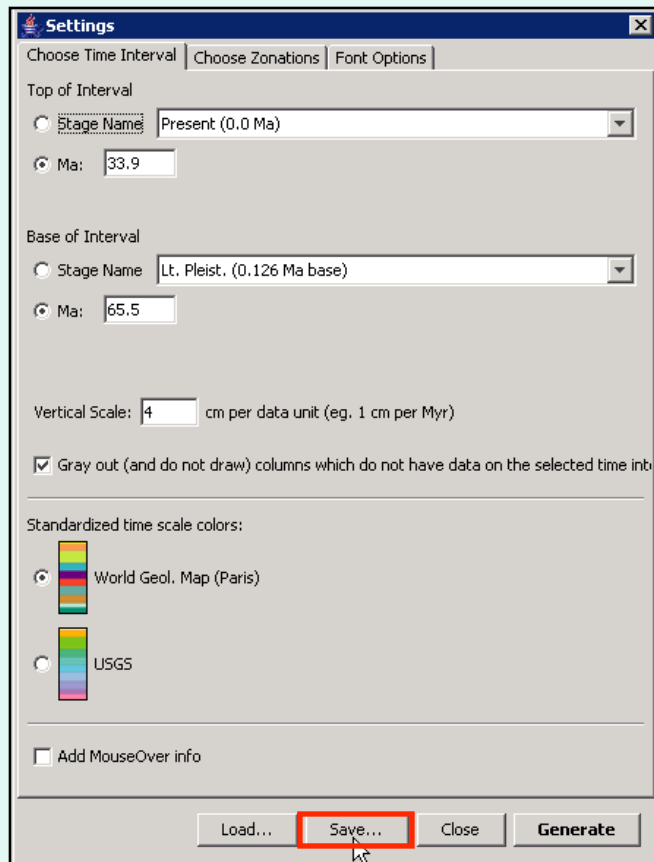 Settings
Choose Time Interval Choose Zonations Font Options
Top of Interval
Stage Name Present (0.0 Ma)
Ma: 33.9
Base of Interval
Stage Name Lt. Pleist. (0.126 Ma base)
Ma: 65.5
Vertical Scale: 4 cm per data unit (eg. 1 cm per Myr)
Gray out (and do not draw) columns which do not have data on the selected time
Standardized time scale colors:
World Geol. Map (Paris)
USGS
Add MouseOver info
Load... Save... Close Generate